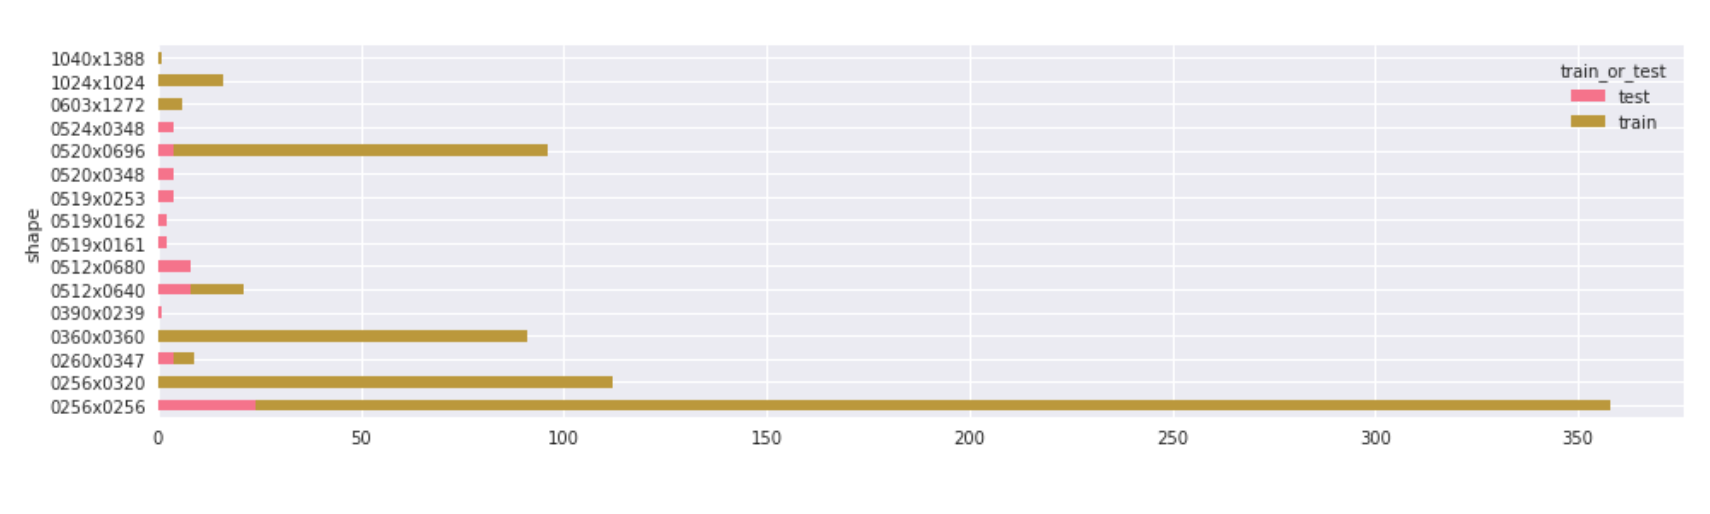 1040x1388
1024x1024
0603x1272
0524x0348
0520x0696
0520x0348
0519x0253
0519x0162
0519x0161
0512x0680
0512x0640
0390x0239
0360x0360
0260x0347
0256x0320
0256x0256
shape
0 50 100 150 200 250 300 350
train_or_test
test
train